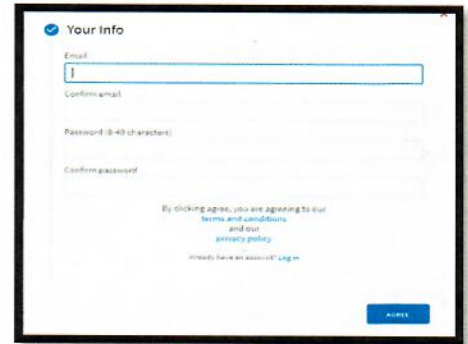 Your Info
Email
Confirm email
Password (8-40 characters)
Confirm password
By clicking agree, you are agreeing to our
terms and conditions
and our
privacy policy
Already have an account? Log in
AGREE